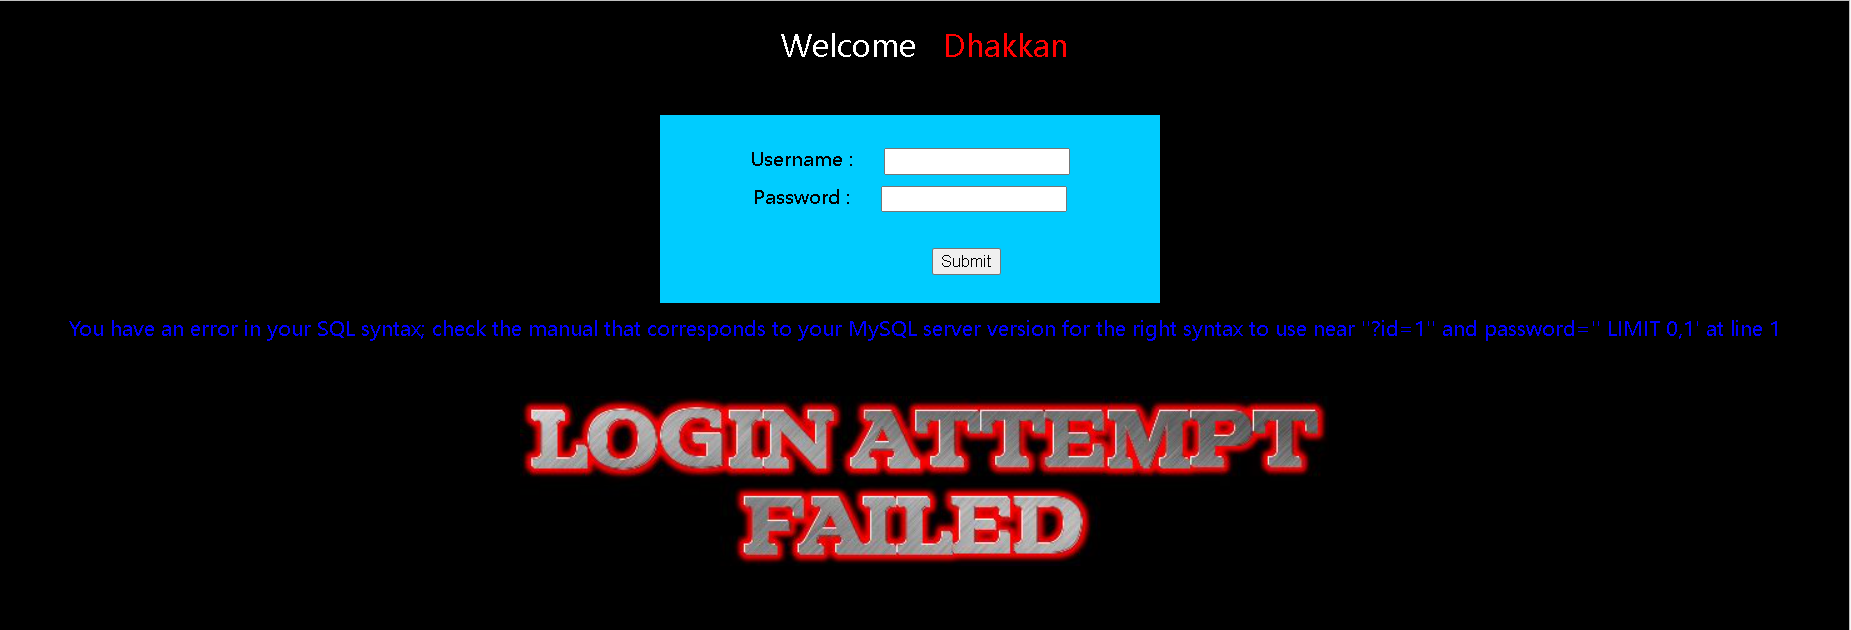 Welcome Dhakkan
Username :
Password :
Submit
You have an error in your SQL syntax; check the manual that corresponds to your MySQL server version for the right syntax to use near ''?id=1'' and password='' LIMIT 0,1' at line 1
LOGIN ATTEMPT
FAILED